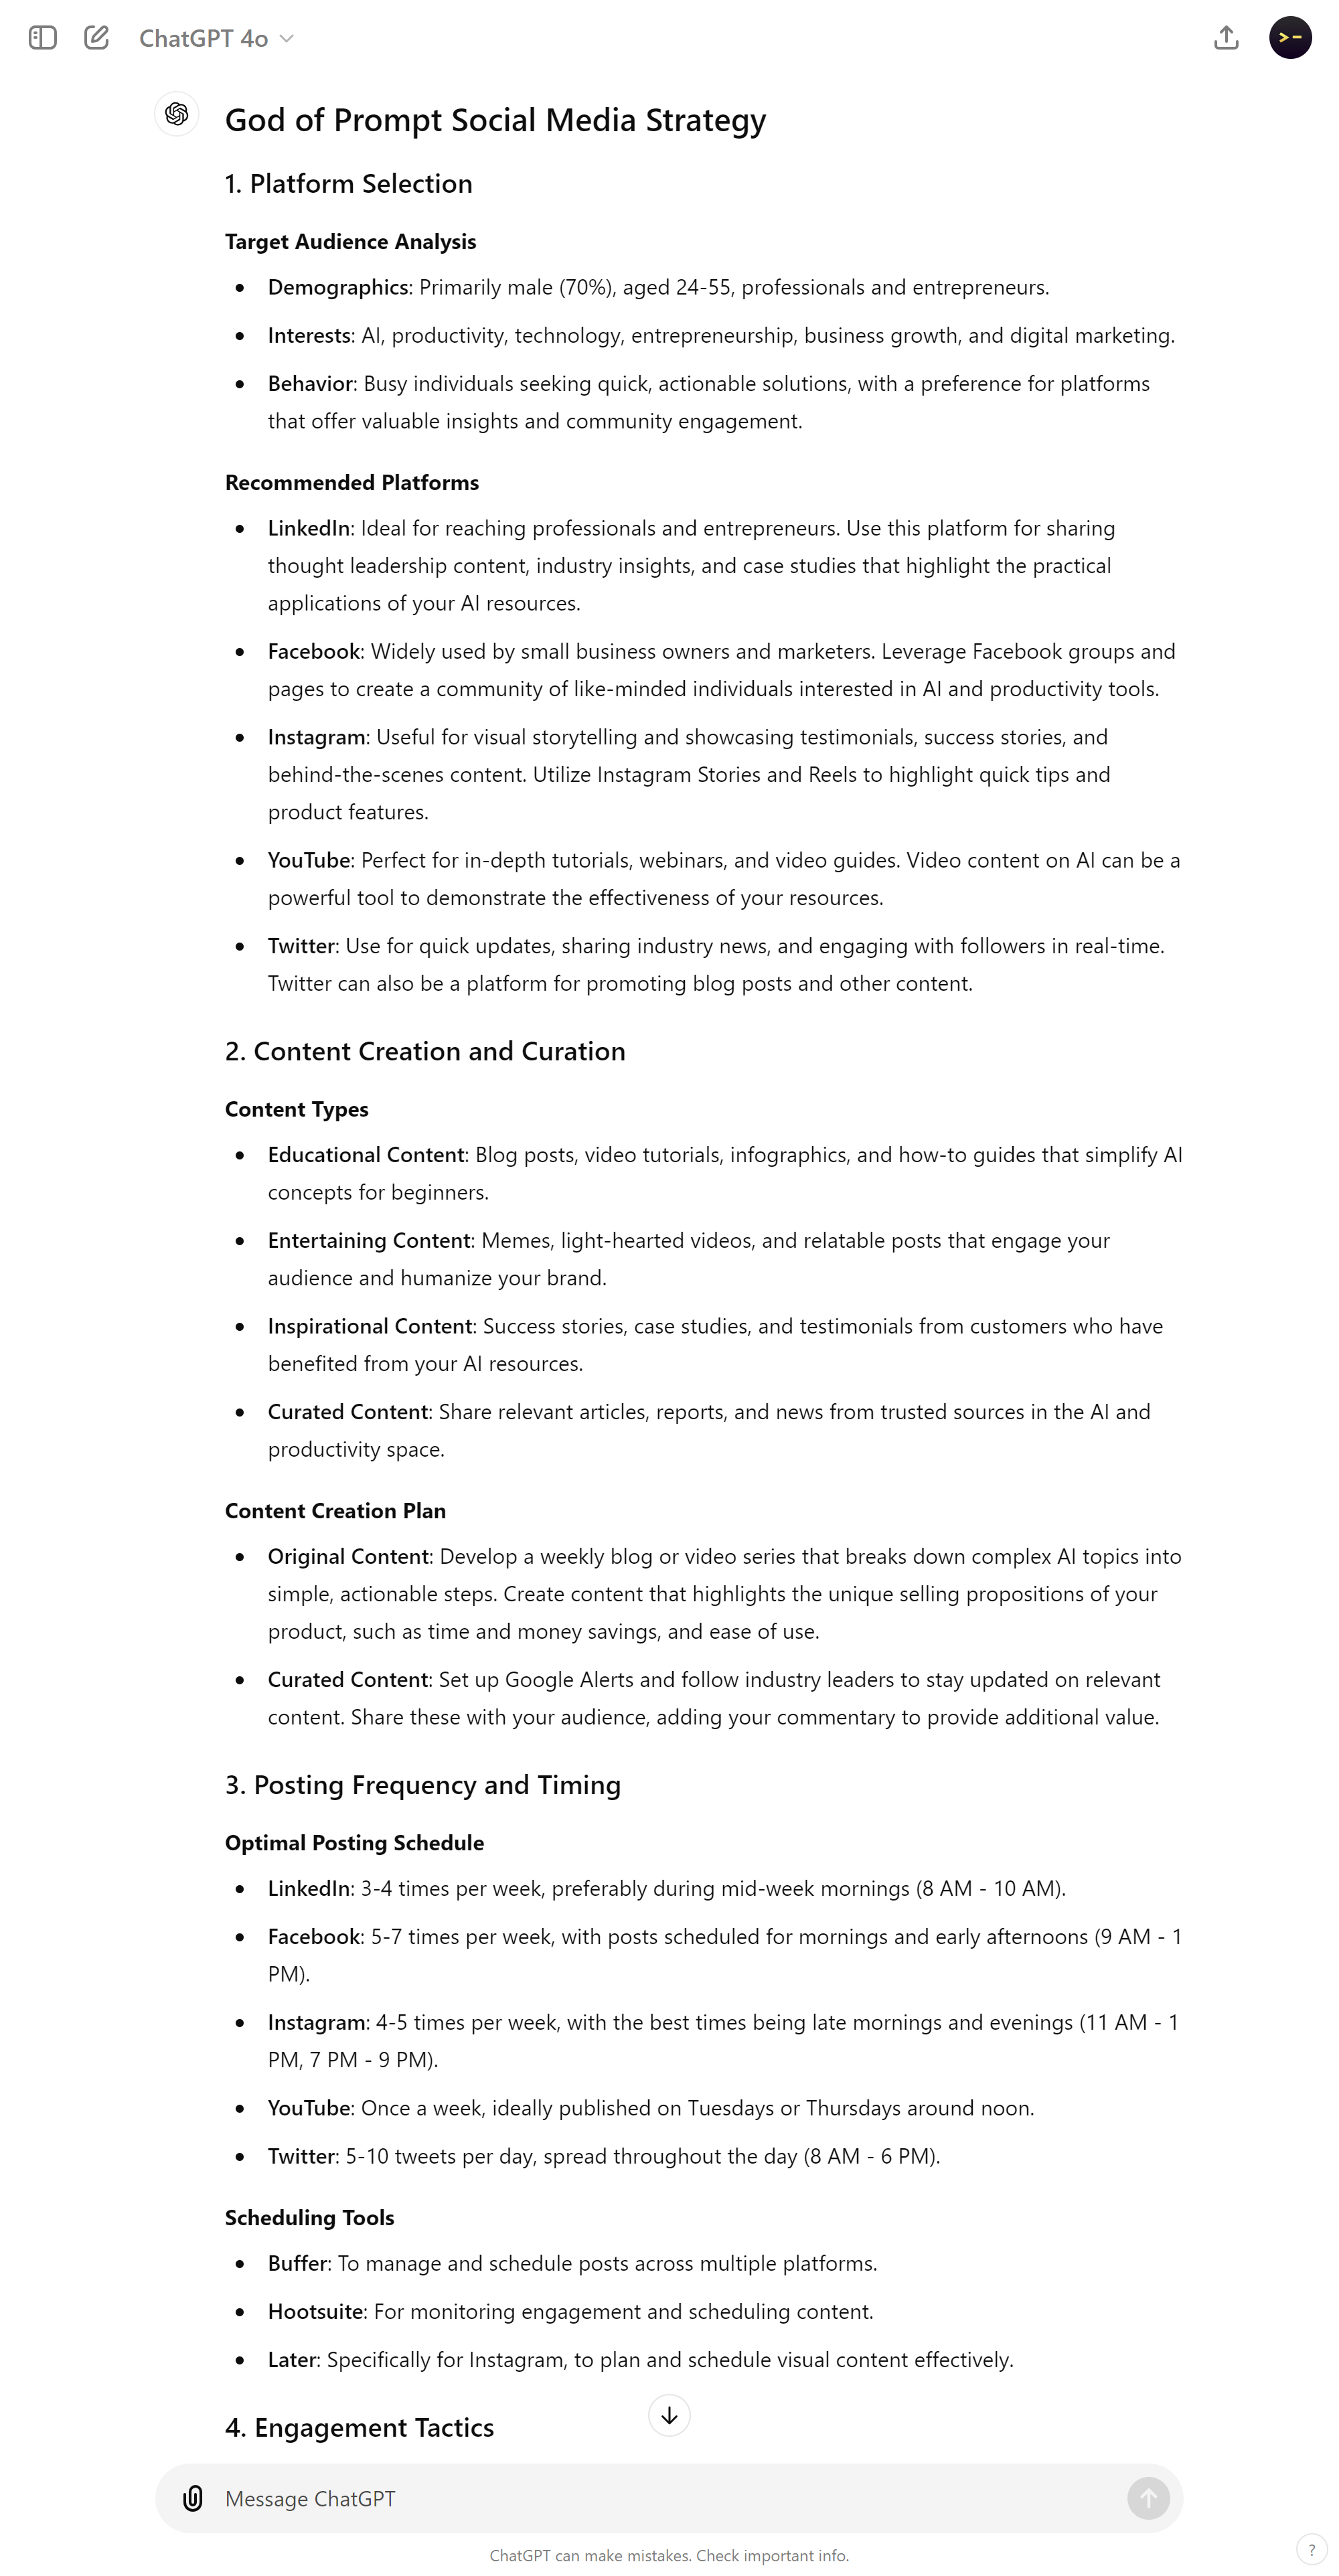 ChatGPT 4o
God of Prompt Social Media Strategy
1. Platform Selection
Target Audience Analysis
• Demographics: Primarily male (70%), aged 24-55, professionals and entrepreneurs.
• Interests: AI, productivity, technology, entrepreneurship, business growth, and digital marketing.
• Behavior: Busy individuals seeking quick, actionable solutions, with a preference for platforms
that offer valuable insights and community engagement.
Recommended Platforms
• LinkedIn: Ideal for reaching professionals and entrepreneurs. Use this platform for sharing
thought leadership content, industry insights, and case studies that highlight the practical
applications of your AI resources.
• Facebook: Widely used by small business owners and marketers. Leverage Facebook groups and
pages to create a community of like-minded individuals interested in AI and productivity tools.
• Instagram: Useful for visual storytelling and showcasing testimonials, success stories, and
behind-the-scenes content. Utilize Instagram Stories and Reels to highlight quick tips and
product features.
• YouTube: Perfect for in-depth tutorials, webinars, and video guides. Video content on AI can be a
powerful tool to demonstrate the effectiveness of your resources.
• Twitter: Use for quick updates, sharing industry news, and engaging with followers in real-time.
Twitter can also be a platform for promoting blog posts and other content.
2. Content Creation and Curation
Content Types
• Educational Content: Blog posts, video tutorials, infographics, and how-to guides that simplify AI
concepts for beginners.
• Entertaining Content: Memes, light-hearted videos, and relatable posts that engage your
audience and humanize your brand.
• Inspirational Content: Success stories, case studies, and testimonials from customers who have
benefited from your AI resources.
• Curated Content: Share relevant articles, reports, and news from trusted sources in the AI and
productivity space.
Content Creation Plan
• Original Content: Develop a weekly blog or video series that breaks down complex AI topics into
simple, actionable steps. Create content that highlights the unique selling propositions of your
product, such as time and money savings, and ease of use.
• Curated Content: Set up Google Alerts and follow industry leaders to stay updated on relevant
content. Share these with your audience, adding your commentary to provide additional value.
3. Posting Frequency and Timing
Optimal Posting Schedule
• LinkedIn: 3-4 times per week, preferably during mid-week mornings (8 AM - 10 AM).
• Facebook: 5-7 times per week, with posts scheduled for mornings and early afternoons (9 AM - 1
PM).
• Instagram: 4-5 times per week, with the best times being late mornings and evenings (11 AM - 1
PM, 7 PM - 9 PM).
• YouTube: Once a week, ideally published on Tuesdays or Thursdays around noon.
• Twitter: 5-10 tweets per day, spread throughout the day (8 AM - 6 PM).
Scheduling Tools
• Buffer: To manage and schedule posts across multiple platforms.
• Hootsuite: For monitoring engagement and scheduling content.
• Later: Specifically for Instagram, to plan and schedule visual content effectively.
4. Engagement Tactics
Message ChatGPT
ChatGPT can make mistakes. Check important info.
?